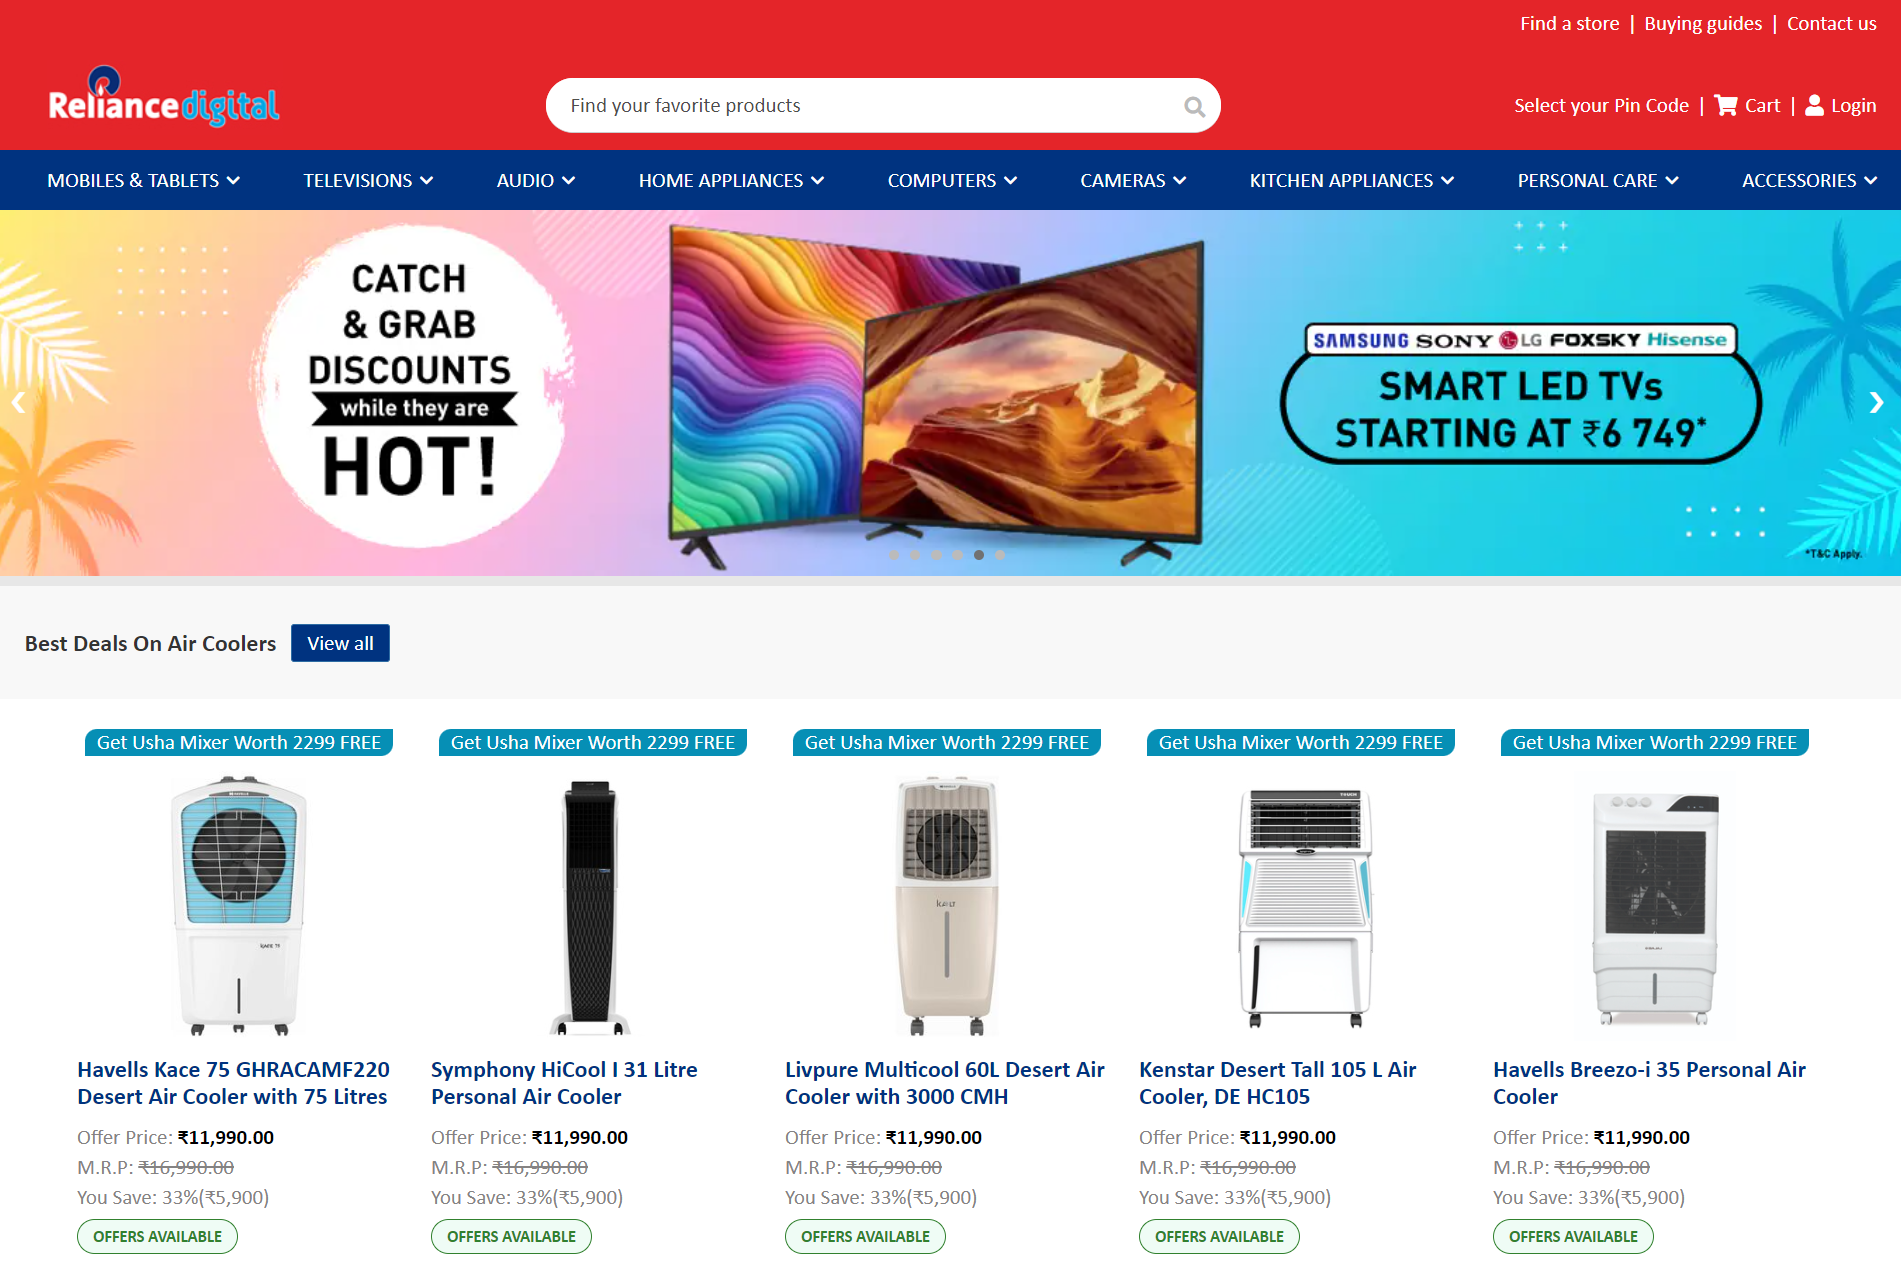 Find a store | Buying guides | Contact us
Reliance digital
Find your favorite products
Select your Pin Code | Cart | Login
MOBILES & TABLETS TELEVISIONS AUDIO HOME APPLIANCES COMPUTERS CAMERAS KITCHEN APPLIANCES PERSONAL CARE ACCESSORIES
CATCH
& GRAB
DISCOUNTS
while they are
HOT!
SAMSUNG SONY LG FOXSKY Hisense
SMART LED TVs
STARTING AT ₹6 749*
*T&C Apply.
Best Deals On Air Coolers View all
Get Usha Mixer Worth 2299 FREE
Havells Kace 75 GHRACAMF220
Desert Air Cooler with 75 Litres
Offer Price: ₹11,990.00
M.R.P: ₹16,990.00
You Save: 33%(₹5,900)
OFFERS AVAILABLE
Get Usha Mixer Worth 2299 FREE
Symphony HiCool I 31 Litre
Personal Air Cooler
Offer Price: ₹11,990.00
M.R.P: ₹16,990.00
You Save: 33%(₹5,900)
OFFERS AVAILABLE
Get Usha Mixer Worth 2299 FREE
Livpure Multicool 60L Desert Air
Cooler with 3000 CMH
Offer Price: ₹11,990.00
M.R.P: ₹16,990.00
You Save: 33%(₹5,900)
OFFERS AVAILABLE
Get Usha Mixer Worth 2299 FREE
Kenstar Desert Tall 105 L Air
Cooler, DE HC105
Offer Price: ₹11,990.00
M.R.P: ₹16,990.00
You Save: 33%(₹5,900)
OFFERS AVAILABLE
Get Usha Mixer Worth 2299 FREE
Havells Breezo-i 35 Personal Air
Cooler
Offer Price: ₹11,990.00
M.R.P: ₹16,990.00
You Save: 33%(₹5,900)
OFFERS AVAILABLE